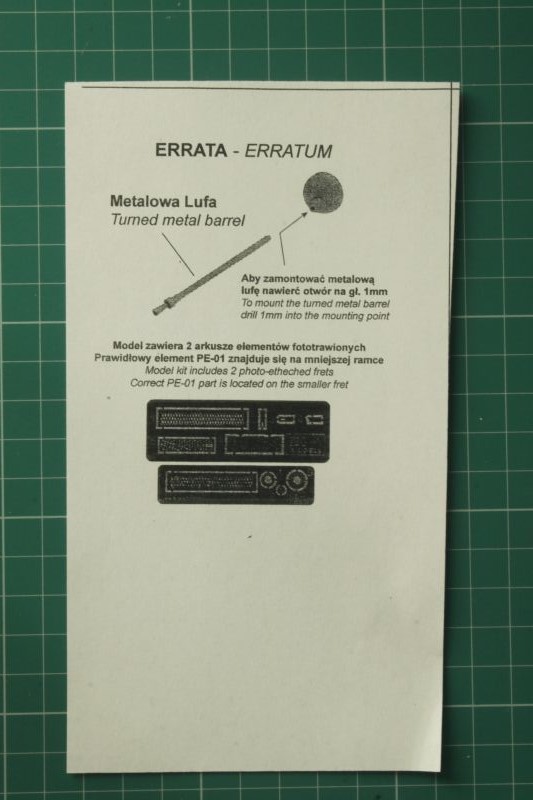 ERRATA - ERRATUM
Metalowa Lufa
Turned metal barrel
Aby zamontować metalową
lufę nawierć otwór na gł. 1mm
To mount the turned metal barrel
drill 1mm into the mounting point
Model zawiera 2 arkusze elementów fototrawionych
Prawidłowy element PE-01 znajduje się na mniejszej ramce
Model kit includes 2 photo-etheched frets
Correct PE-01 part is located on the smaller fret